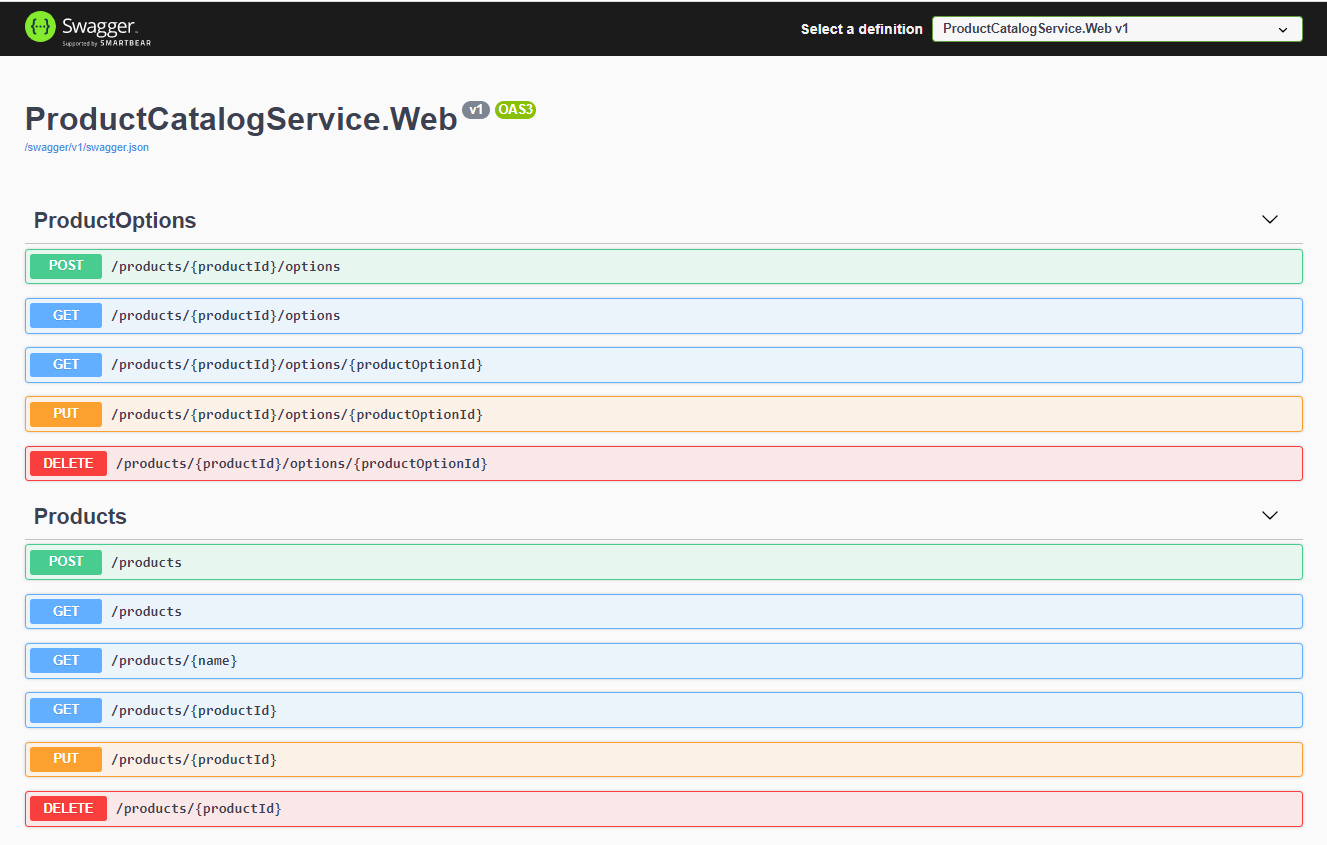 Swagger
Supported by SMARTBEAR
Select a definition
ProductCatalogService.Web v1
ProductCatalogService.Web v1 OAS3
/swagger/v1/swagger.json
ProductOptions
POST /products/{productId}/options
GET /products/{productId}/options
GET /products/{productId}/options/{productOptionId}
PUT /products/{productId}/options/{productOptionId}
DELETE /products/{productId}/options/{productOptionId}
Products
POST /products
GET /products
GET /products/{name}
GET /products/{productId}
PUT /products/{productId}
DELETE /products/{productId}